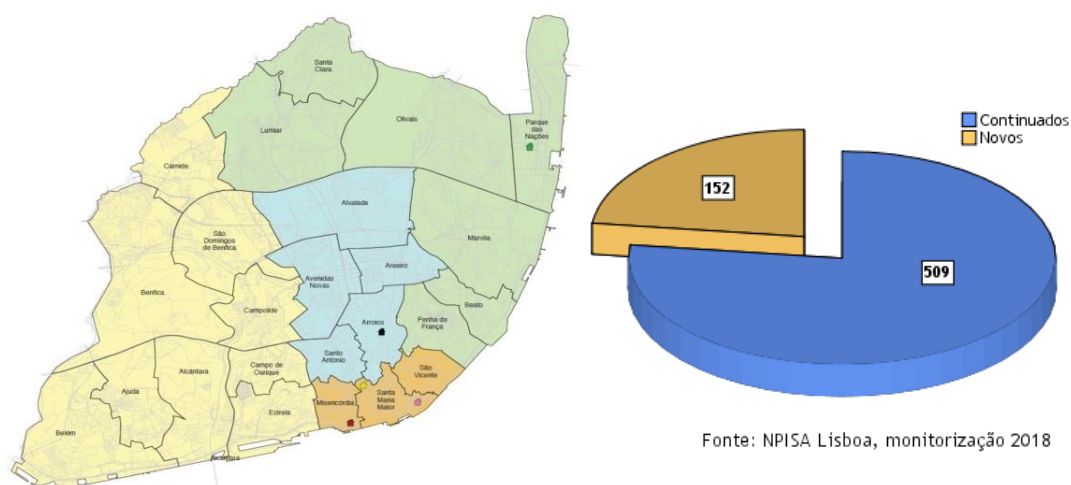 Santa
Clara
Lumiar
Olivais
Parque
das
Nações
Carnide
Alvalade
São
Domingos
de Benfica
Marvila
Areeiro
Avenidas
Novas
Benfica
Campolide
Beato
Arroios
Penha de
França
Santo
António
Campo de
Ourique
São
Vicente
Alcântara
Ajuda
Misericórdia
Santa
Maria
Maior
Estrela
Belém
Alcântara
Continuados
Novos
152
509
Fonte: NPISA Lisboa, monitorização 2018